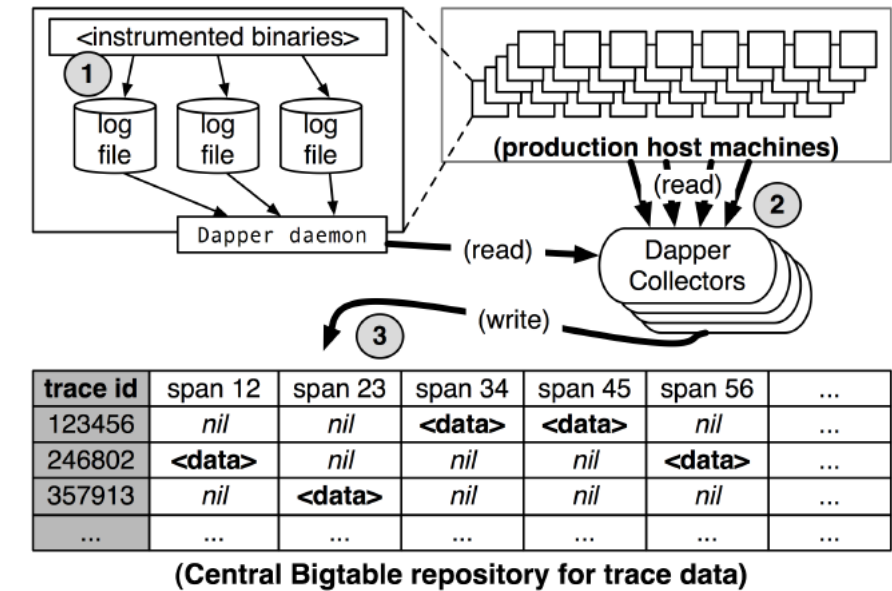 <instrumented binaries>
1
log file
log file
log file
Dapper daemon
(production host machines)
(read)
2
(read)
Dapper
Collectors
(write)
3
trace id span 12 span 23 span 34 span 45 span 56 ...
123456 nil nil <data> <data> nil ...
246802 <data> nil nil nil <data> ...
357913 nil <data> nil nil nil ...
... ... ... ... ... ... ...
(Central Bigtable repository for trace data)